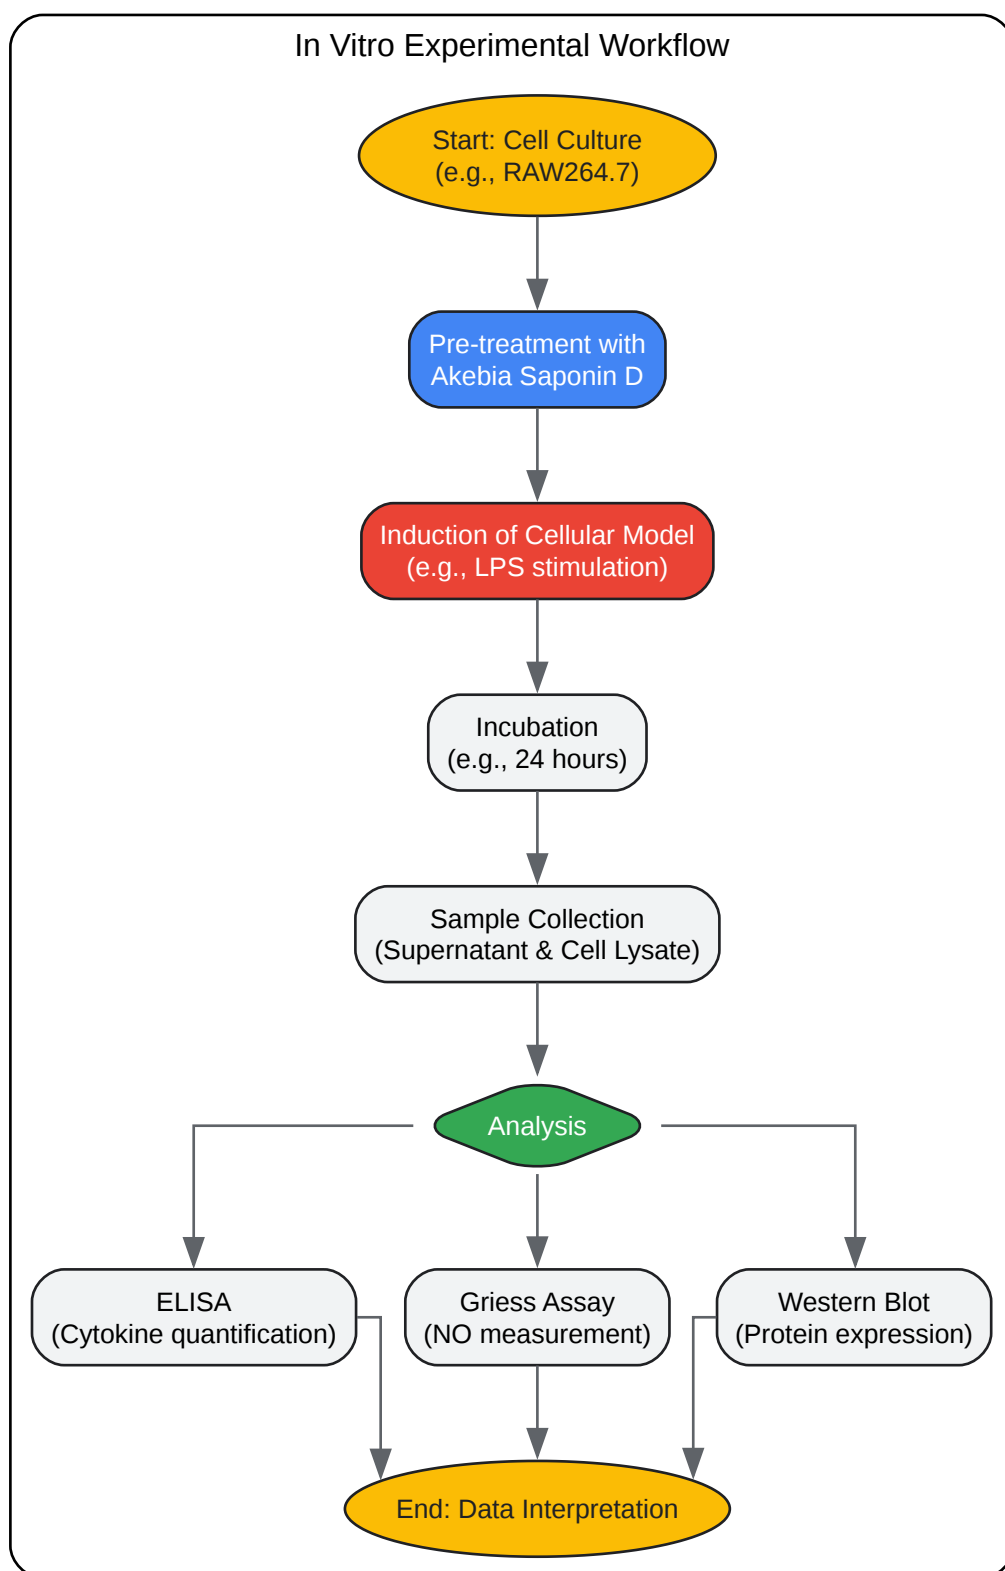 In Vitro Experimental Workflow
Start: Cell Culture
(e.g., RAW264.7)
Pre-treatment with
Akebia Saponin D
Induction of Cellular Model
(e.g., LPS stimulation)
Incubation
(e.g., 24 hours)
Sample Collection
(Supernatant & Cell Lysate)
Analysis
ELISA
(Cytokine quantification)
Griess Assay
(NO measurement)
Western Blot
(Protein expression)
End: Data Interpretation